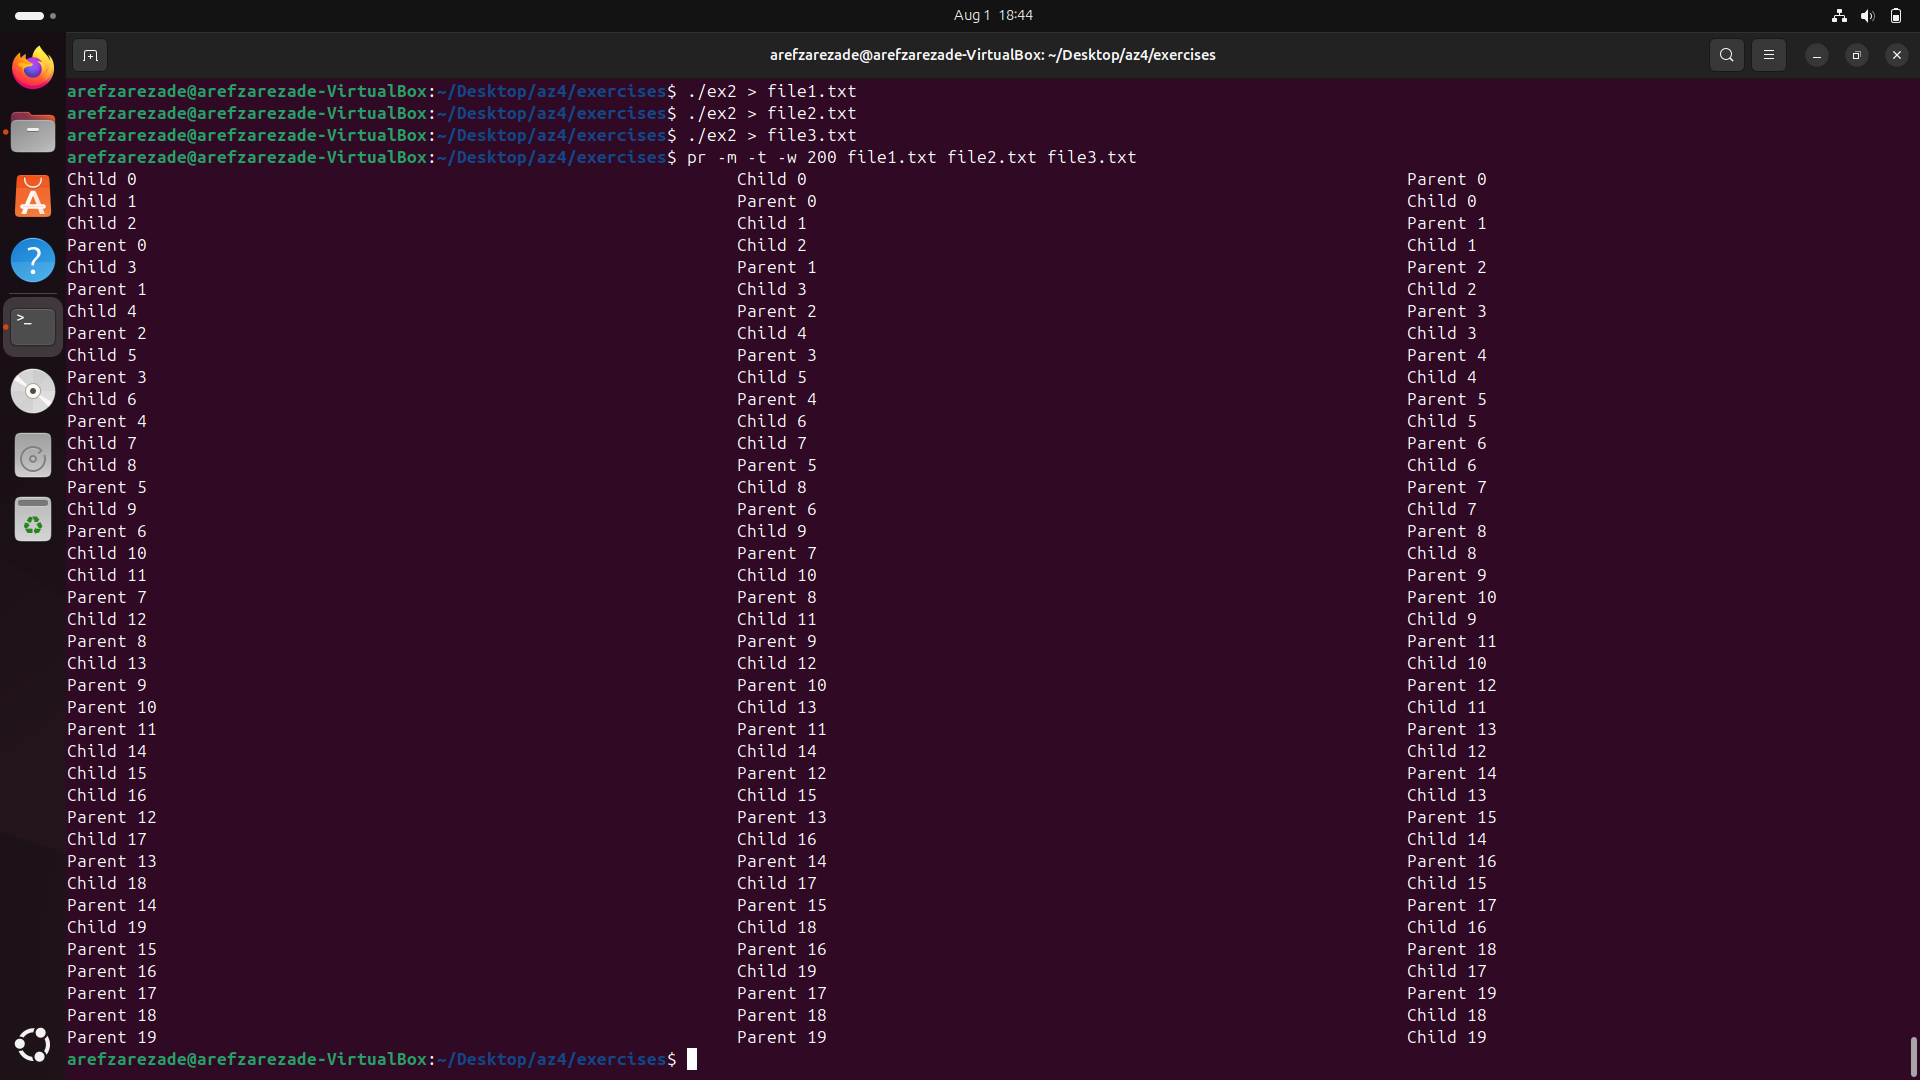 Aug 1 18:44
arefzarezade@arefzarezade-VirtualBox: ~/Desktop/az4/exercises
arefzarezade@arefzarezade-VirtualBox:~/Desktop/az4/exercises$ ./ex2 > file1.txt
arefzarezade@arefzarezade-VirtualBox:~/Desktop/az4/exercises$ ./ex2 > file2.txt
arefzarezade@arefzarezade-VirtualBox:~/Desktop/az4/exercises$ ./ex2 > file3.txt
arefzarezade@arefzarezade-VirtualBox:~/Desktop/az4/exercises$ pr -m -t -w 200 file1.txt file2.txt file3.txt
Child 0 Child 0 Parent 0
Child 1 Parent 0 Child 0
Child 2 Child 1 Parent 1
Parent 0 Child 2 Child 1
Child 3 Parent 1 Parent 2
Parent 1 Child 3 Child 2
Child 4 Parent 2 Parent 3
Parent 2 Child 4 Child 3
Child 5 Parent 3 Parent 4
Parent 3 Child 5 Child 4
Child 6 Parent 4 Parent 5
Parent 4 Child 6 Child 5
Child 7 Child 7 Parent 6
Child 8 Parent 5 Child 6
Parent 5 Child 8 Parent 7
Child 9 Parent 6 Child 7
Parent 6 Child 9 Parent 8
Child 10 Parent 7 Child 8
Child 11 Child 10 Parent 9
Parent 7 Parent 8 Parent 10
Child 12 Child 11 Child 9
Parent 8 Parent 9 Parent 11
Child 13 Child 12 Child 10
Parent 9 Parent 10 Parent 12
Parent 10 Child 13 Child 11
Parent 11 Parent 11 Parent 13
Child 14 Child 14 Child 12
Child 15 Parent 12 Parent 14
Child 16 Child 15 Child 13
Parent 12 Parent 13 Parent 15
Child 17 Child 16 Child 14
Parent 13 Parent 14 Parent 16
Child 18 Child 17 Child 15
Parent 14 Parent 15 Parent 17
Child 19 Child 18 Child 16
Parent 15 Parent 16 Parent 18
Parent 16 Child 19 Child 17
Parent 17 Parent 17 Parent 19
Parent 18 Parent 18 Child 18
Parent 19 Parent 19 Child 19
arefzarezade@arefzarezade-VirtualBox:~/Desktop/az4/exercises$